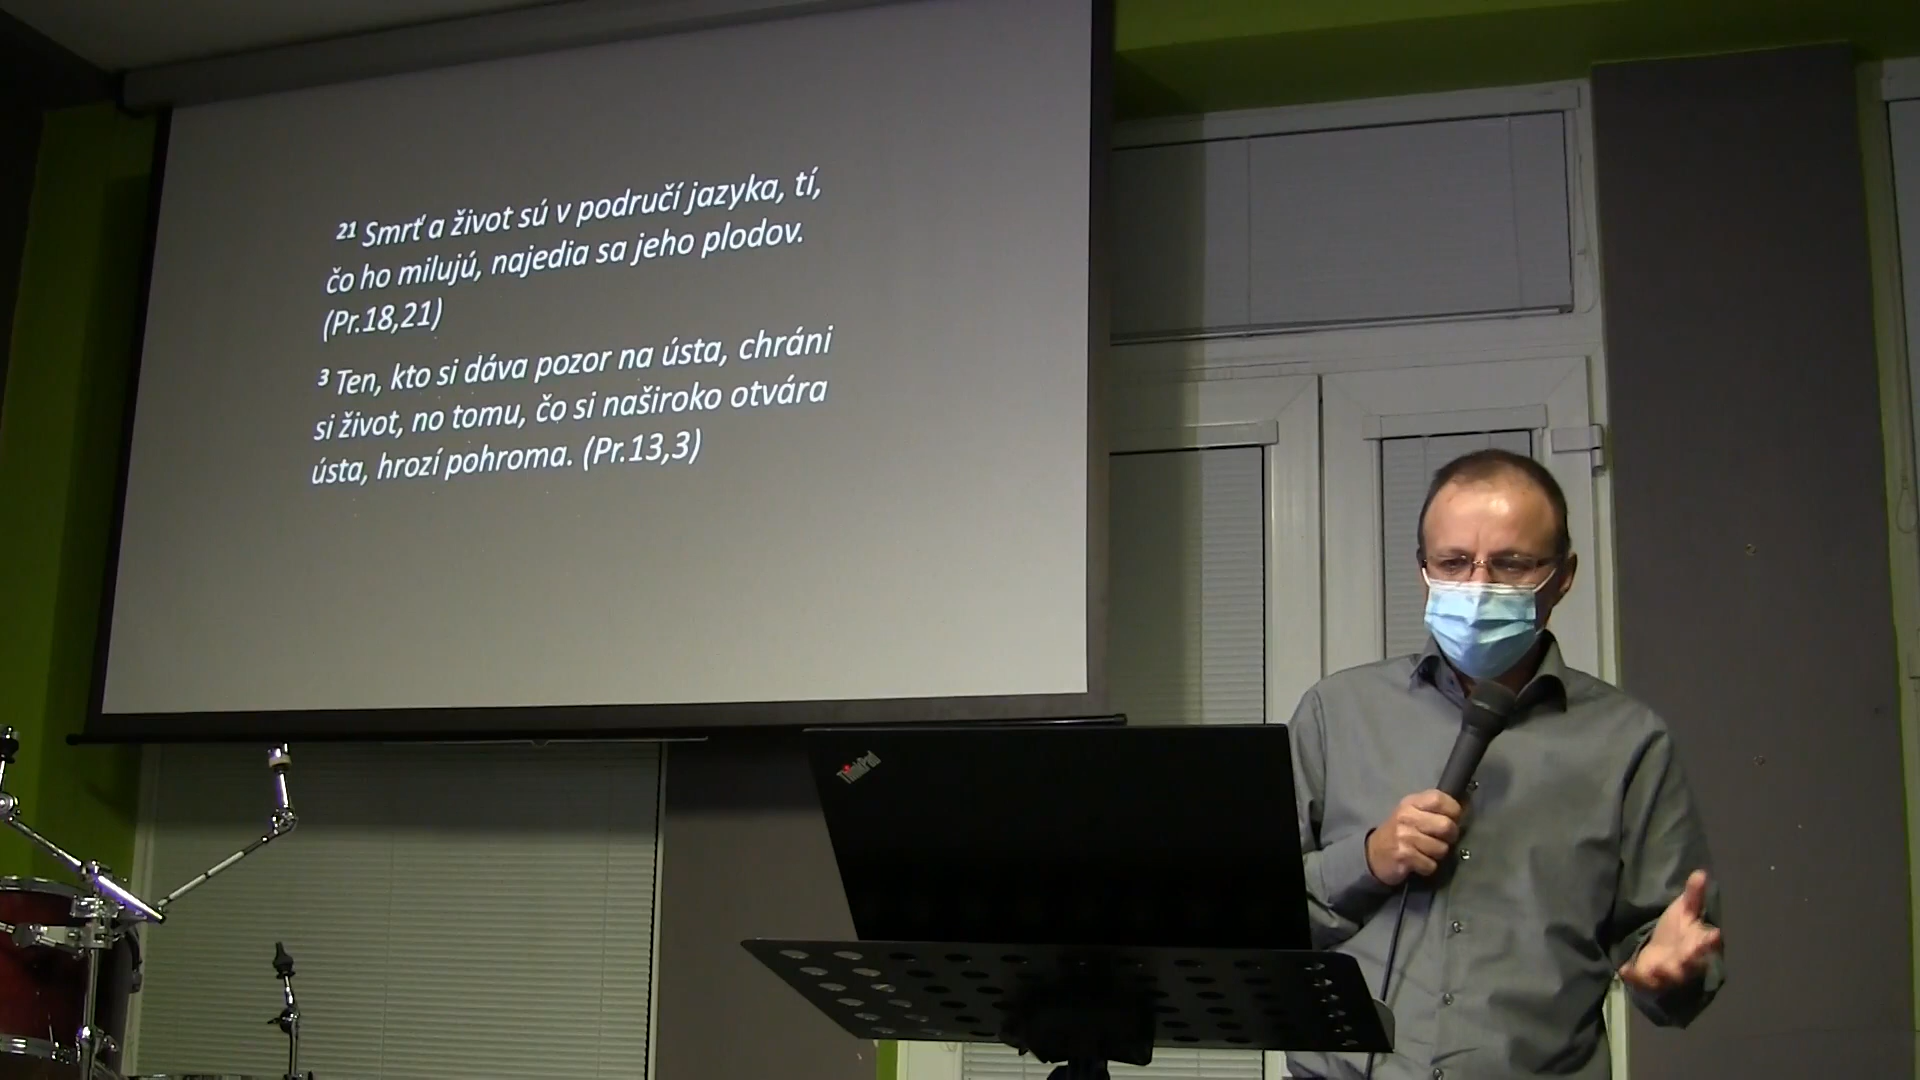 21 Smrť a život sú v područí jazyka, tí,
čo ho milujú, najedia sa jeho plodov.
(Pr.18,21)
3 Ten, kto si dáva pozor na ústa, chráni
si život, no tomu, čo si naširoko otvára
ústa, hrozí pohroma. (Pr.13,3)
ThinkPad